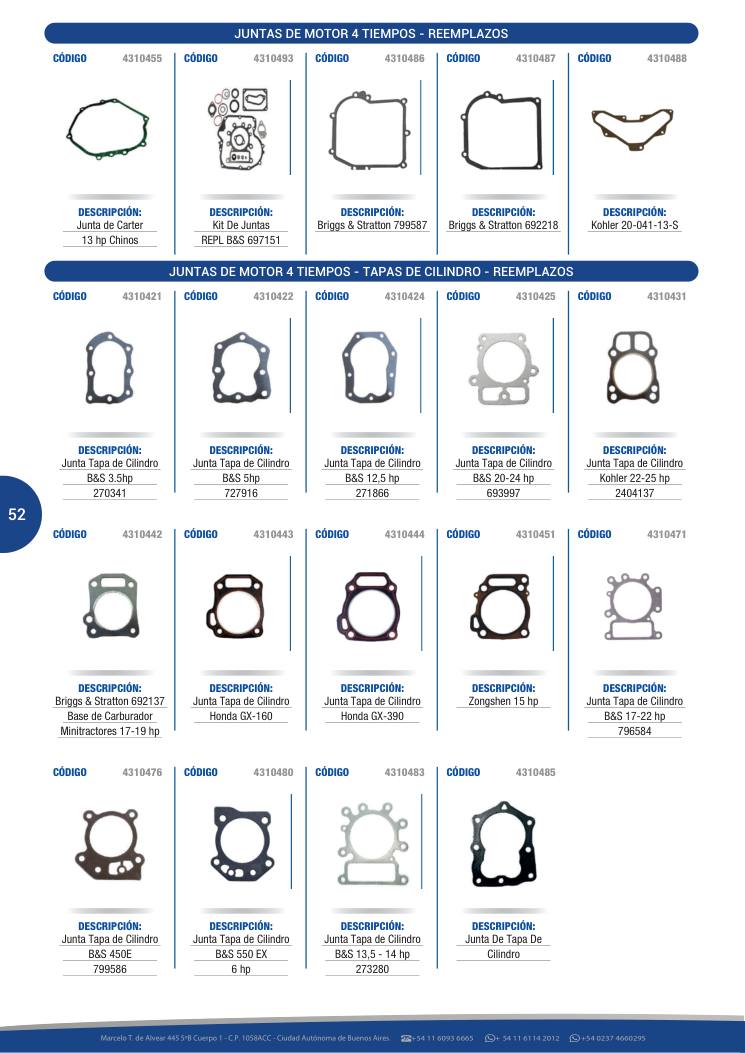 JUNTAS DE MOTOR 4 TIEMPOS - REEMPLAZOS
CÓDIGO 4310455
DESCRIPCIÓN:
Junta de Carter
13 hp Chinos
CÓDIGO 4310493
DESCRIPCIÓN:
Kit De Juntas
REPL B&S 697151
CÓDIGO 4310486
DESCRIPCIÓN:
Briggs & Stratton 799587
CÓDIGO 4310487
DESCRIPCIÓN:
Briggs & Stratton 692218
CÓDIGO 4310488
DESCRIPCIÓN:
Kohler 20-041-13-S
JUNTAS DE MOTOR 4 TIEMPOS - TAPAS DE CILINDRO - REEMPLAZOS
CÓDIGO 4310421
DESCRIPCIÓN:
Junta Tapa de Cilindro
B&S 3.5hp
270341
CÓDIGO 4310422
DESCRIPCIÓN:
Junta Tapa de Cilindro
B&S 5hp
727916
CÓDIGO 4310424
DESCRIPCIÓN:
Junta Tapa de Cilindro
B&S 12,5 hp
271866
CÓDIGO 4310425
DESCRIPCIÓN:
Junta Tapa de Cilindro
B&S 20-24 hp
693997
CÓDIGO 4310431
DESCRIPCIÓN:
Junta Tapa de Cilindro
Kohler 22-25 hp
2404137
52
CÓDIGO 4310442
DESCRIPCIÓN:
Briggs & Stratton 692137
Base de Carburador
Minitractores 17-19 hp
CÓDIGO 4310443
DESCRIPCIÓN:
Junta Tapa de Cilindro
Honda GX-160
CÓDIGO 4310444
DESCRIPCIÓN:
Junta Tapa de Cilindro
Honda GX-390
CÓDIGO 4310451
DESCRIPCIÓN:
Zongshen 15 hp
CÓDIGO 4310471
DESCRIPCIÓN:
Junta Tapa de Cilindro
B&S 17-22 hp
796584
CÓDIGO 4310476
DESCRIPCIÓN:
Junta Tapa de Cilindro
B&S 450E
799586
CÓDIGO 4310480
DESCRIPCIÓN:
Junta Tapa de Cilindro
B&S 550 EX
6 hp
CÓDIGO 4310483
DESCRIPCIÓN:
Junta Tapa de Cilindro
B&S 13,5 - 14 hp
273280
CÓDIGO 4310485
DESCRIPCIÓN:
Junta De Tapa De
Cilindro
Marcelo T. de Alvear 445 5ºB Cuerpo 1 - C.P. 1058ACC - Ciudad Autónoma de Buenos Aires. +54 11 6093 6665 + 54 11 6114 2012 +54 0237 4660295